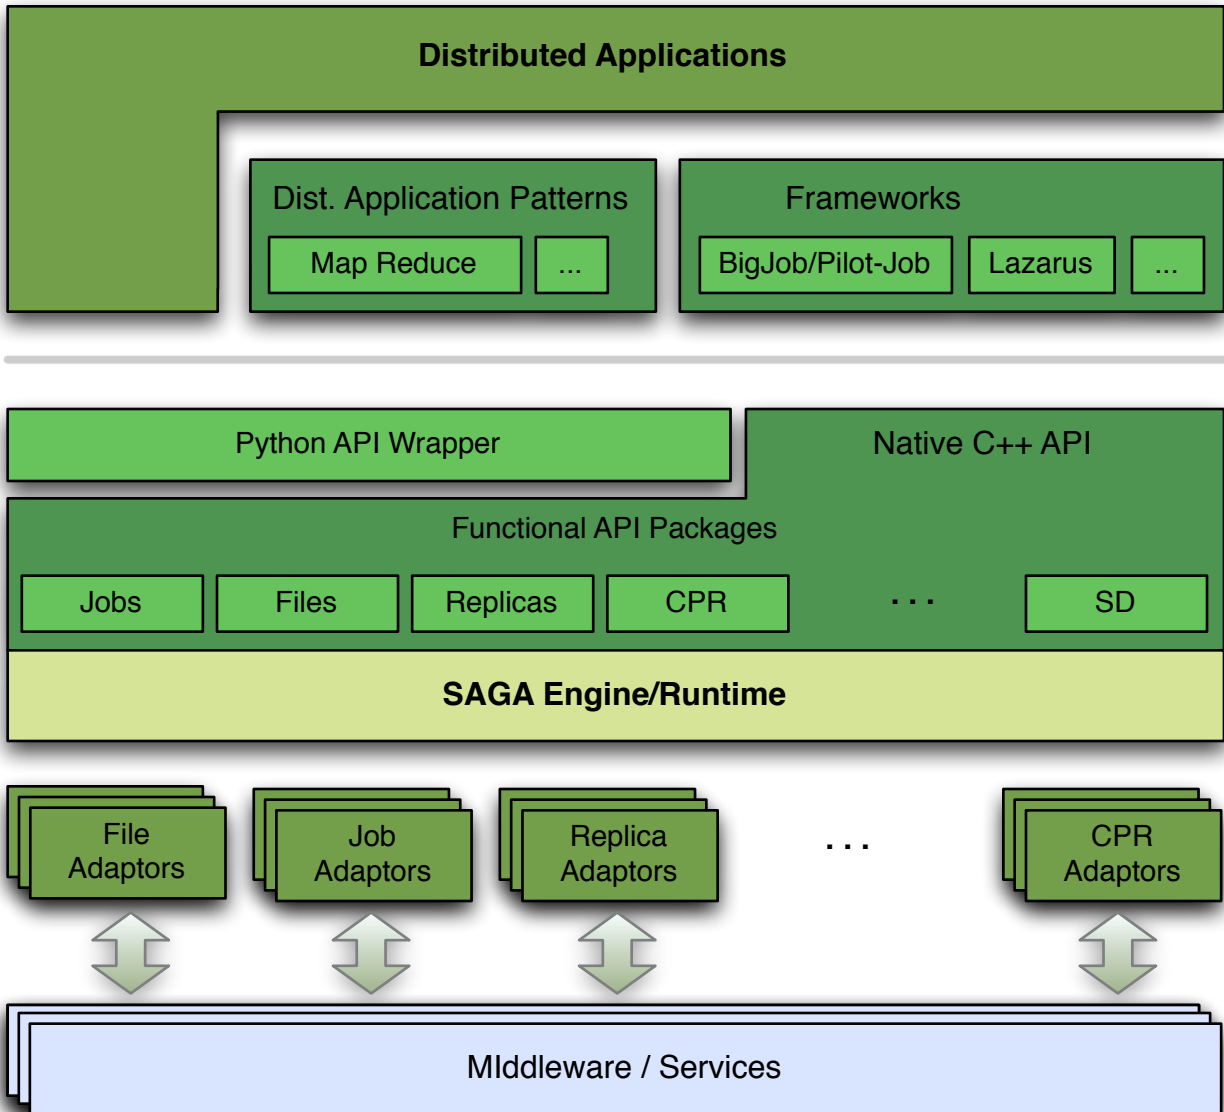 Distributed Applications
Dist. Application Patterns
Map Reduce
...
Frameworks
BigJob/Pilot-Job
Lazarus
...
Python API Wrapper
Native C++ API
Functional API Packages
Jobs
Files
Replicas
CPR
...
SD
SAGA Engine/Runtime
File
Adaptors
Job
Adaptors
Replica
Adaptors
...
CPR
Adaptors
MIddleware / Services